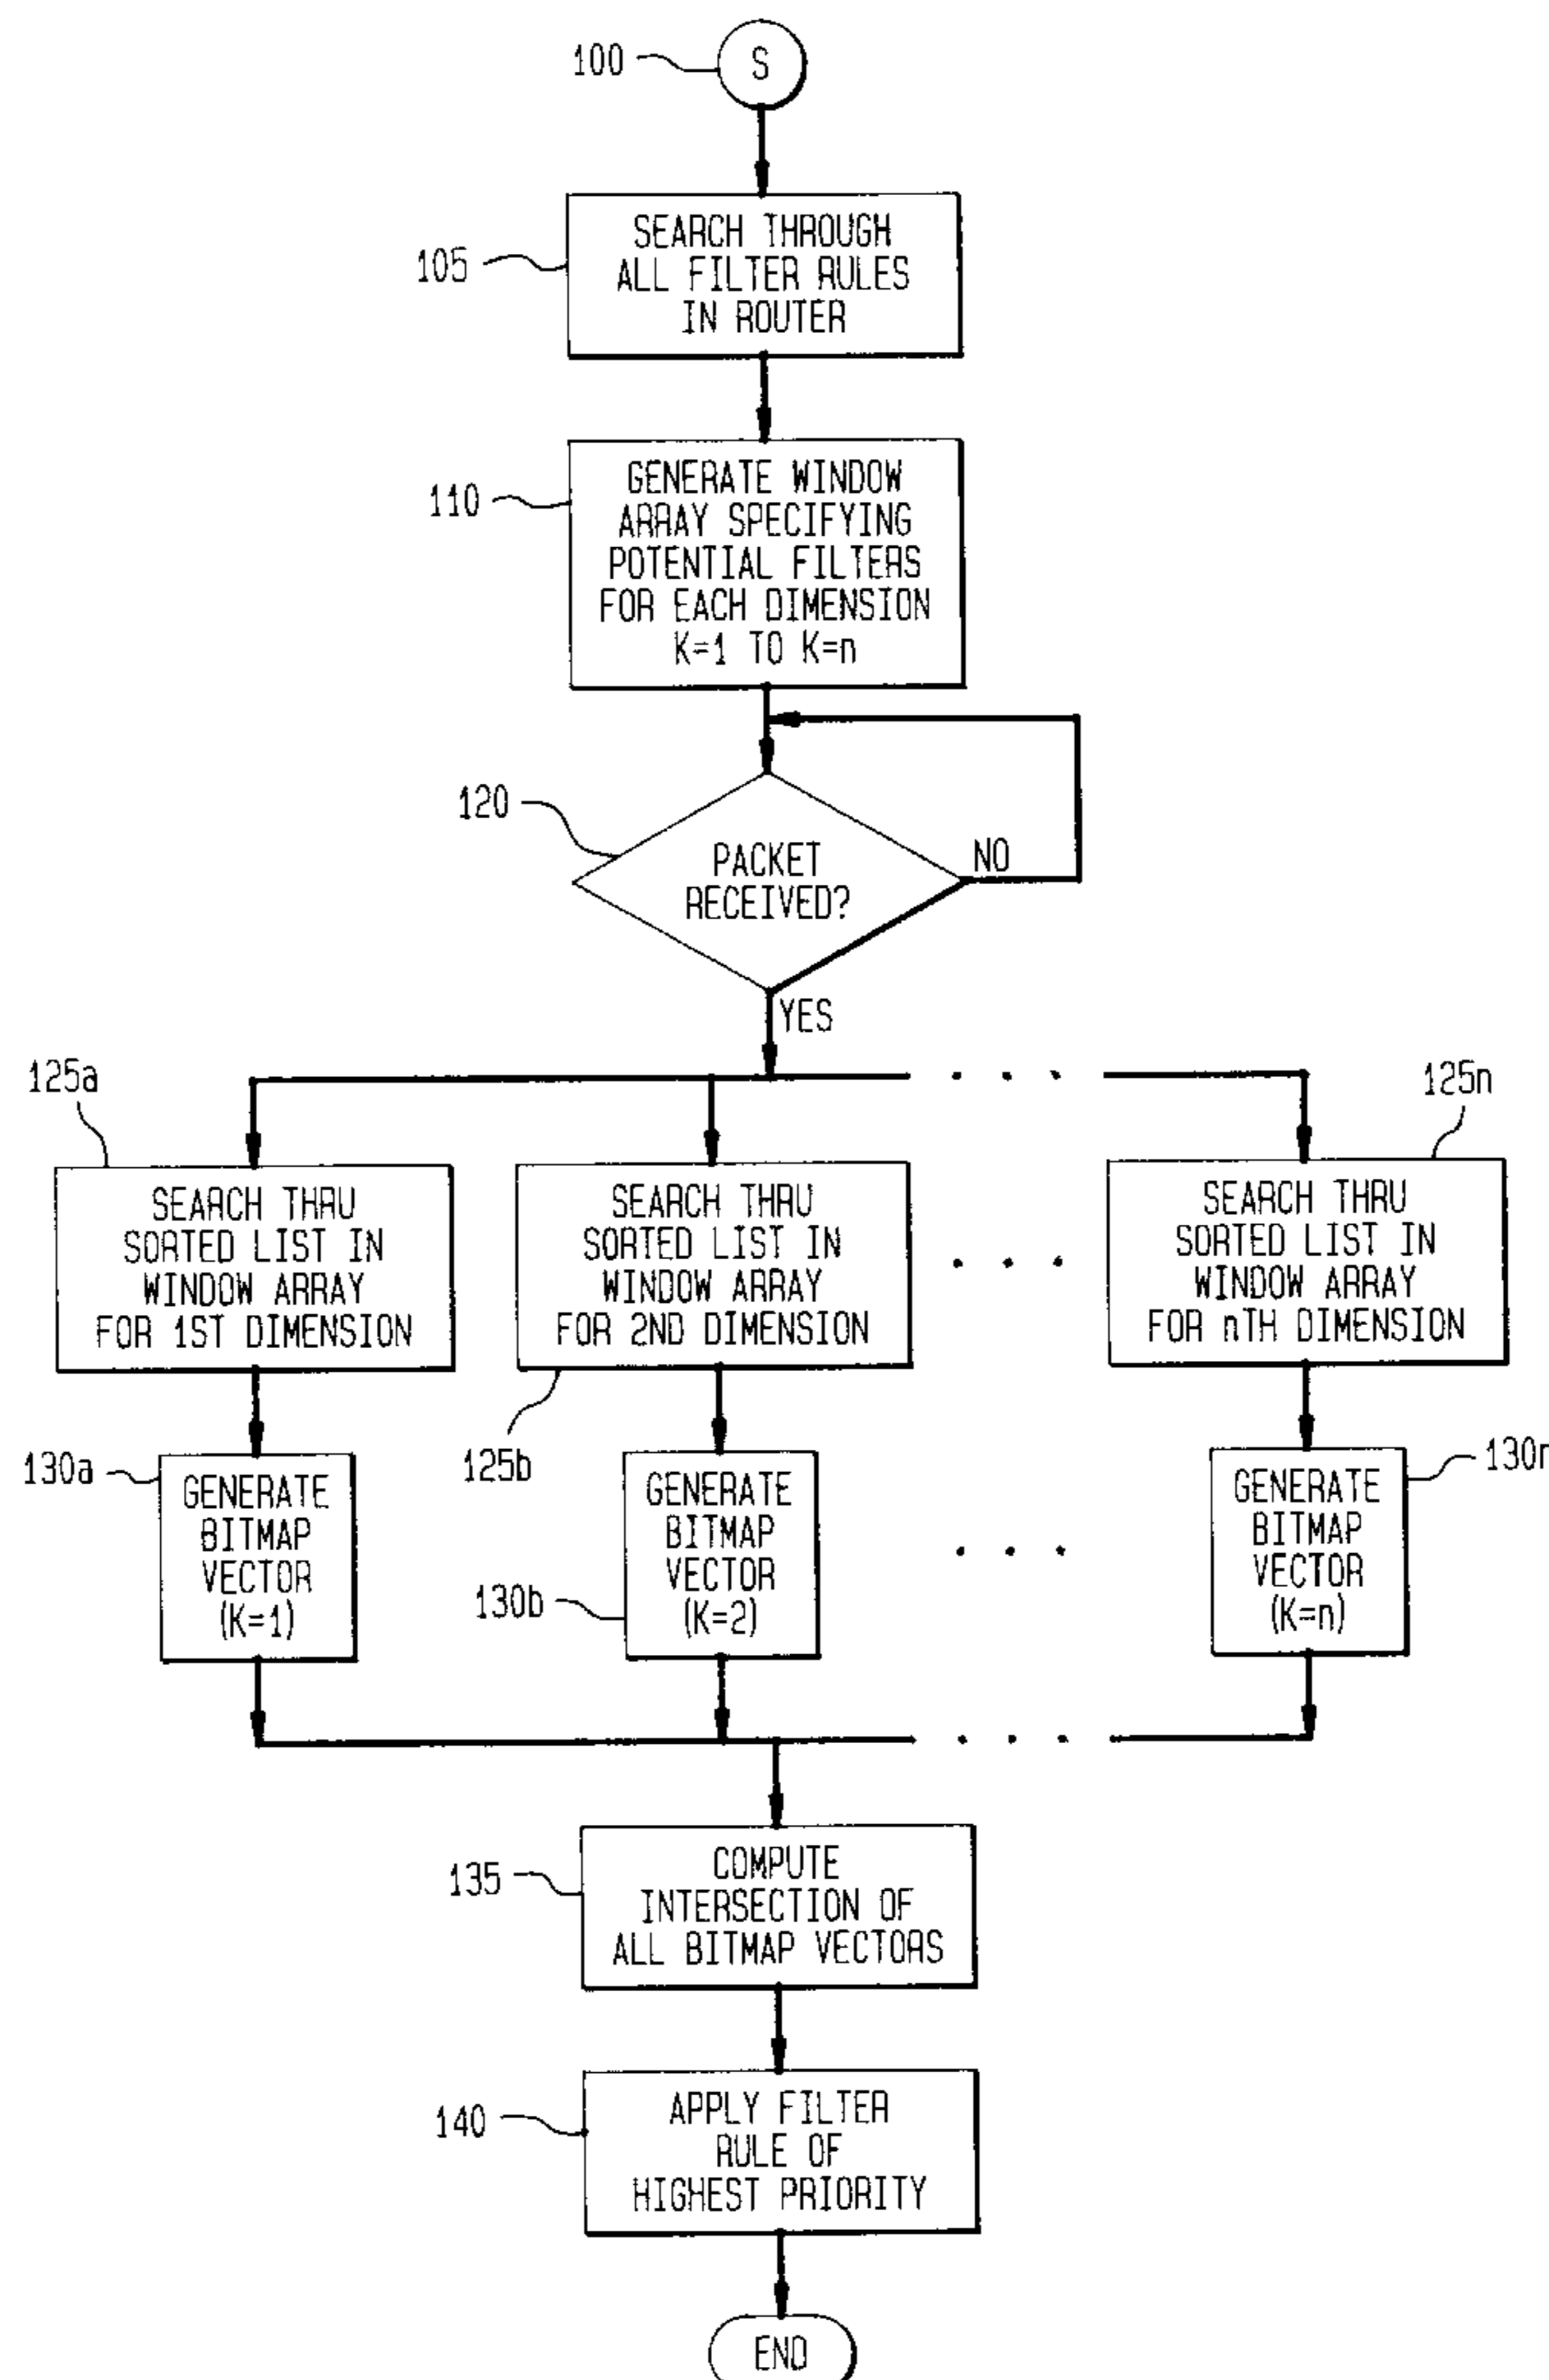 100
S
105
SEARCH THROUGH
ALL FILTER RULES
IN ROUTER
110
GENERATE WINDOW
ARRAY SPECIFYING
POTENTIAL FILTERS
FOR EACH DIMENSION
K=1 TO K=n
120
PACKET
RECEIVED?
NO
YES
125a
SEARCH THRU
SORTED LIST IN
WINDOW ARRAY
FOR 1ST DIMENSION
125b
SEARCH THRU
SORTED LIST IN
WINDOW ARRAY
FOR 2ND DIMENSION
125n
SEARCH THRU
SORTED LIST IN
WINDOW ARRAY
FOR nTH DIMENSION
130a
GENERATE
BITMAP
VECTOR
(K=1)
130b
GENERATE
BITMAP
VECTOR
(K=2)
130n
GENERATE
BITMAP
VECTOR
(K=n)
135
COMPUTE
INTERSECTION OF
ALL BITMAP VECTORS
140
APPLY FILTER
RULE OF
HIGHEST PRIORITY
END